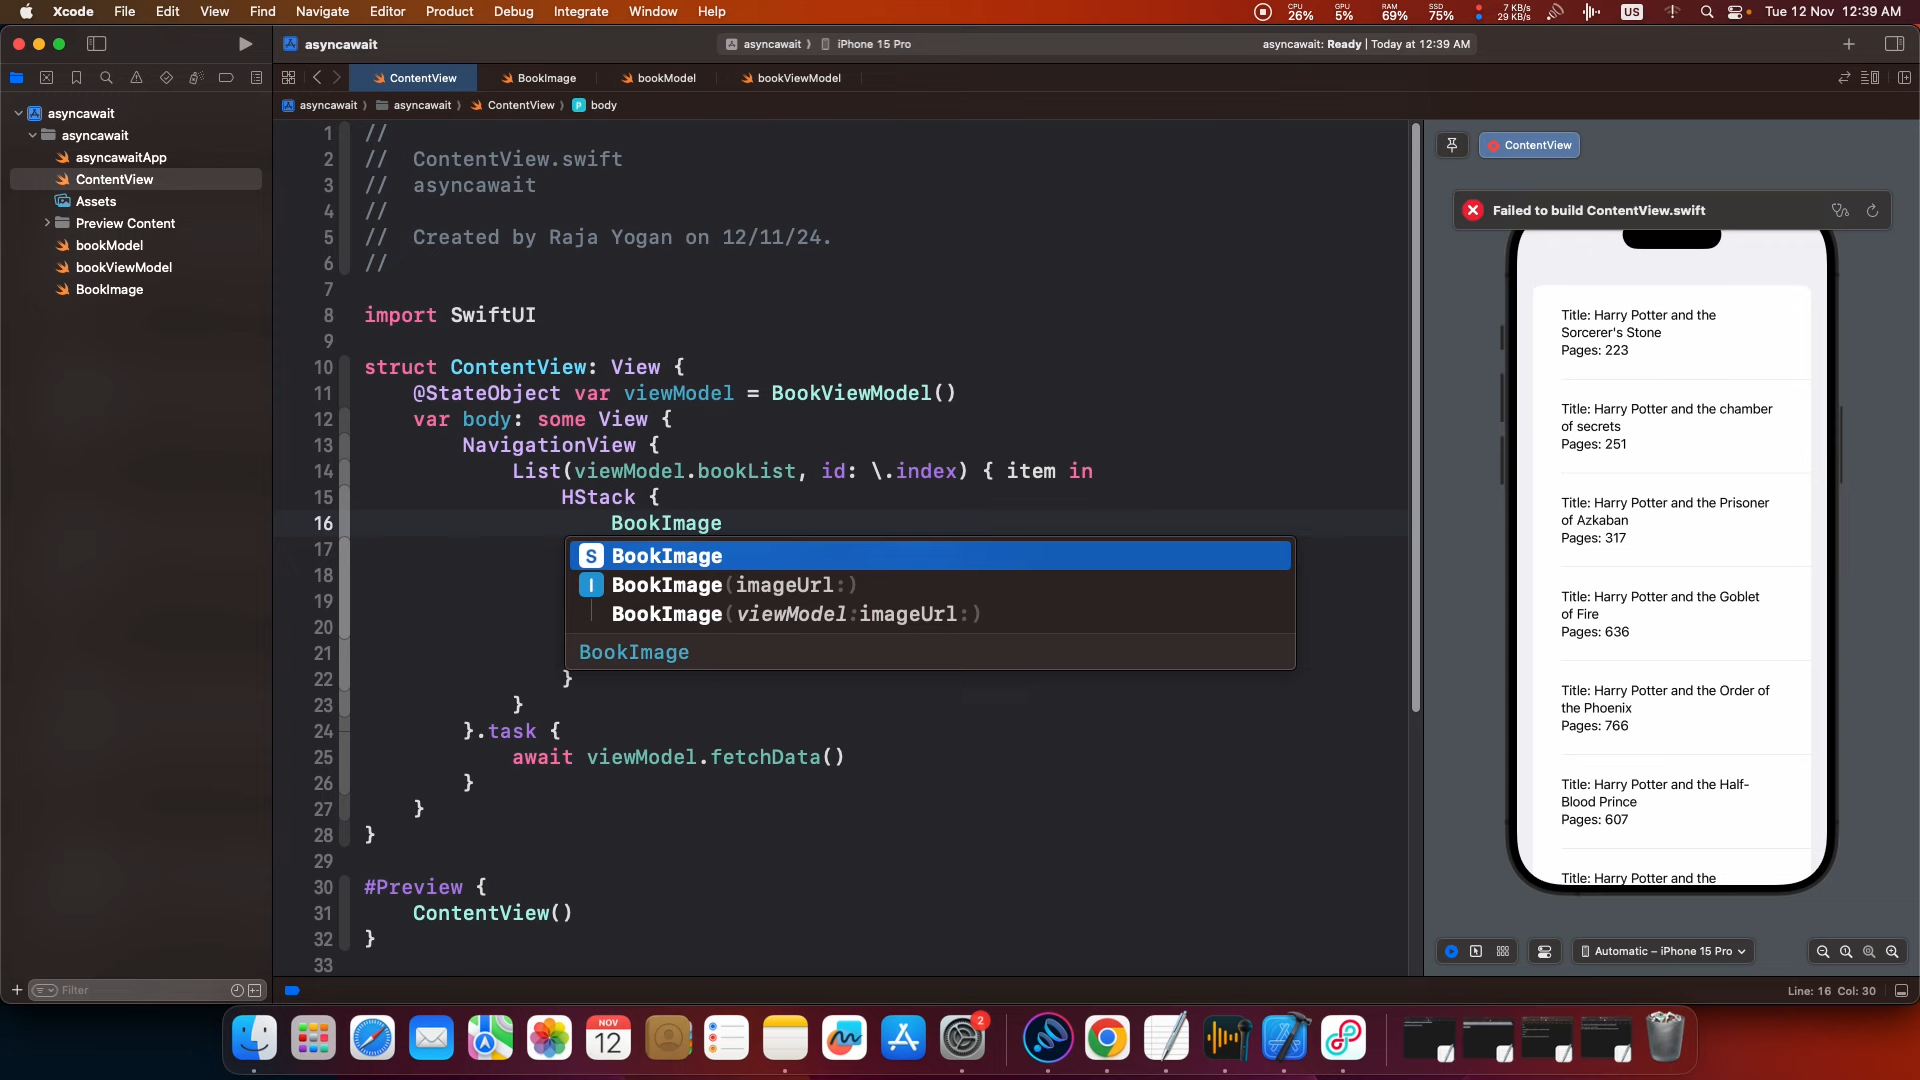 Xcode File Edit View Find Navigate Editor Product Debug Integrate Window Help
CPU 26% GPU 5% RAM 69% SSD 75% 7 KB/s 29 KB/s US Tue 12 Nov 12:39 AM
asyncawait
asyncawait iPhone 15 Pro
asyncawait: Ready | Today at 12:39 AM
ContentView BookImage bookModel bookViewModel
asyncawait asyncawait ContentView P body
asyncawait
asyncawait
asyncawaitApp
ContentView
Assets
Preview Content
bookModel
bookViewModel
BookImage
Filter
1 //
2 // ContentView.swift
3 // asyncawait
4 //
5 // Created by Raja Yogan on 12/11/24.
6 //
7
8 import SwiftUI
9
10 struct ContentView: View {
11 @StateObject var viewModel = BookViewModel()
12 var body: some View {
13 NavigationView {
14 List(viewModel.bookList, id: \.index) { item in
15 HStack {
16 BookImage
17
18
19
20
21
22 }
23 }
24 }.task {
25 await viewModel.fetchData()
26 }
27 }
28 }
29
30 #Preview {
31 ContentView()
32 }
33
S BookImage
I BookImage(imageUrl:)
BookImage(viewModel:imageUrl:)
BookImage
ContentView
Failed to build ContentView.swift
Title: Harry Potter and the
Sorcerer's Stone
Pages: 223
Title: Harry Potter and the chamber
of secrets
Pages: 251
Title: Harry Potter and the Prisoner
of Azkaban
Pages: 317
Title: Harry Potter and the Goblet
of Fire
Pages: 636
Title: Harry Potter and the Order of
the Phoenix
Pages: 766
Title: Harry Potter and the Half-
Blood Prince
Pages: 607
Title: Harry Potter and the
Automatic – iPhone 15 Pro
Line: 16 Col: 30
NOV
12
2